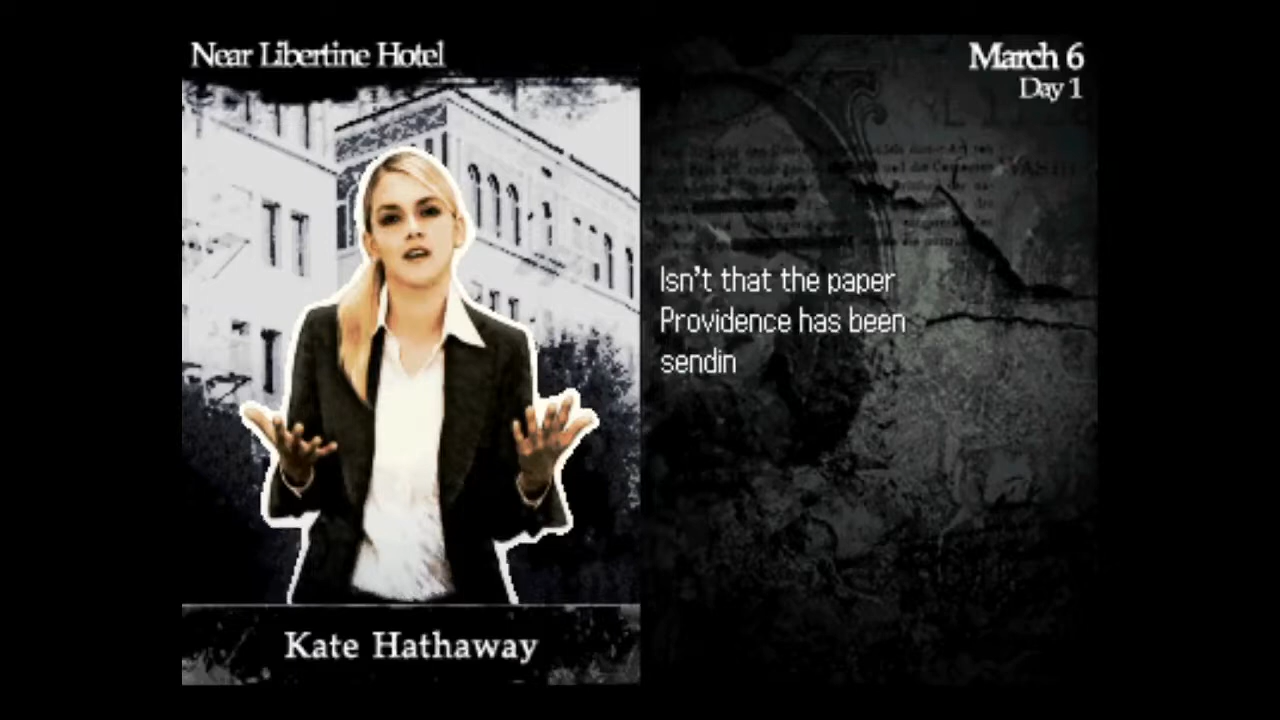 Near Libertine Hotel
March 6
Day 1
Isn't that the paper
Providence has been
sendin
Kate Hathaway